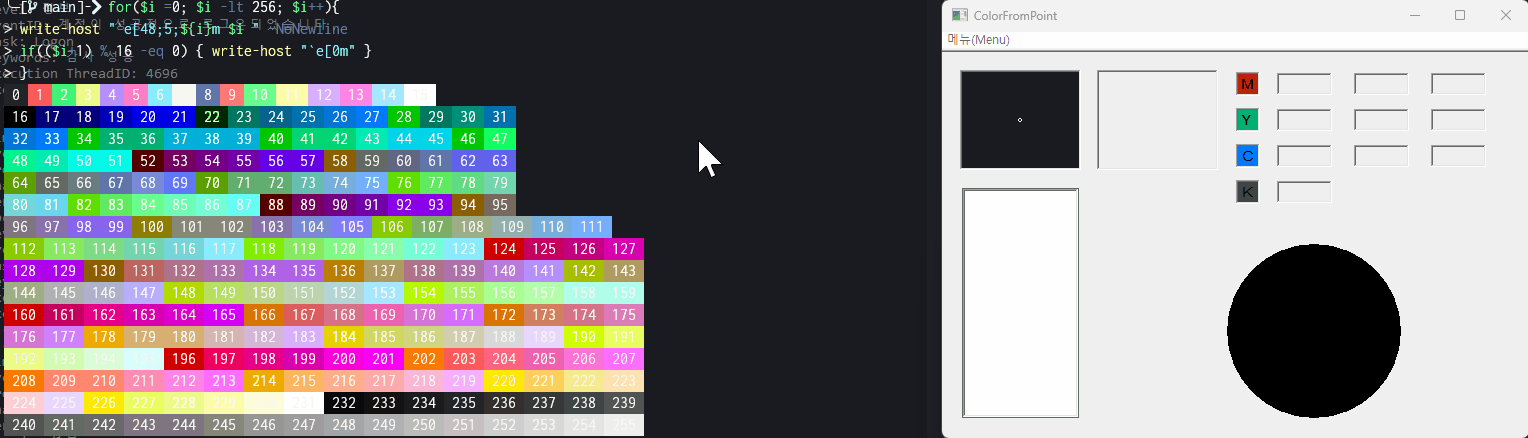 [ main]-❯ for($i =0; $i -lt 256; $i++){
> write-host "`e[48;5;${i}m $i " -NoNewline
> if(($i+1) % 16 -eq 0) { write-host "`e[0m" }
> }
ecution ThreadID: 4696
0 1 2 3 4 5 6 8 9 10 11 12 13 14 15
16 17 18 19 20 21 22 23 24 25 26 27 28 29 30 31
32 33 34 35 36 37 38 39 40 41 42 43 44 45 46 47
48 49 50 51 52 53 54 55 56 57 58 59 60 61 62 63
64 65 66 67 68 69 70 71 72 73 74 75 76 77 78 79
80 81 82 83 84 85 86 87 88 89 90 91 92 93 94 95
96 97 98 99 100 101 102 103 104 105 106 107 108 109 110 111
112 113 114 115 116 117 118 119 120 121 122 123 124 125 126 127
128 129 130 131 132 133 134 135 136 137 138 139 140 141 142 143
144 145 146 147 148 149 150 151 152 153 154 155 156 157 158 159
160 161 162 163 164 165 166 167 168 169 170 171 172 173 174 175
176 177 178 179 180 181 182 183 184 185 186 187 188 189 190 191
192 193 194 196 197 198 199 200 201 202 203 204 205 206 207
208 209 210 211 212 213 214 215 216 217 218 219 220 221 222 223
224 225 226 227 228 229 231 232 233 234 235 236 237 238 239
240 241 242 243 244 245 246 247 248 249 250 251 252 253 254 255
ColorFromPoint
메뉴(Menu)
M
Y
C
K